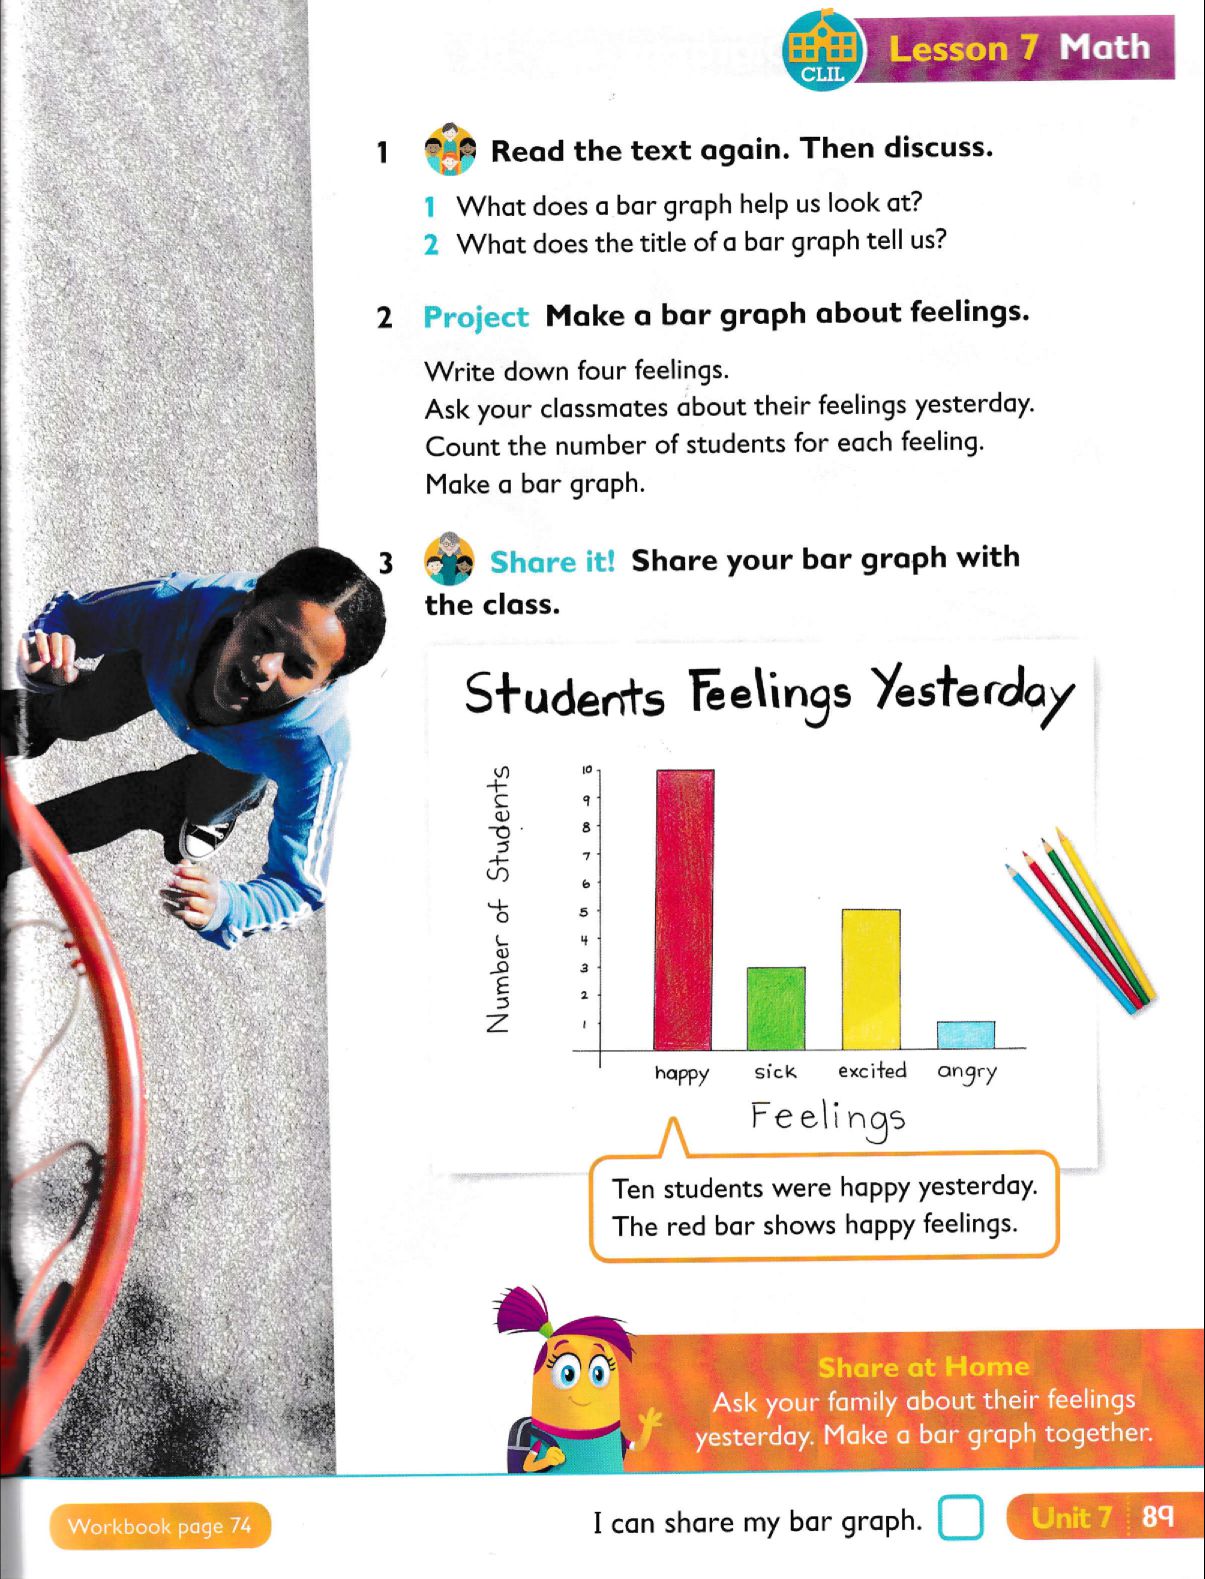 CLIL
Lesson 7 Math
1 Read the text again. Then discuss.
1 What does a bar graph help us look at?
2 What does the title of a bar graph tell us?
2 Project Make a bar graph about feelings.
Write down four feelings.
Ask your classmates about their feelings yesterday.
Count the number of students for each feeling.
Make a bar graph.
3 Share it! Share your bar graph with
the class.
Students Feelings Yesterday
Number of Students
10
9
8
7
6
5
4
3
2
1
happy sick excited angry
Feelings
Ten students were happy yesterday.
The red bar shows happy feelings.
Share at Home
Ask your family about their feelings
yesterday. Make a bar graph together.
Workbook page 74
I can share my bar graph.
Unit 7 89